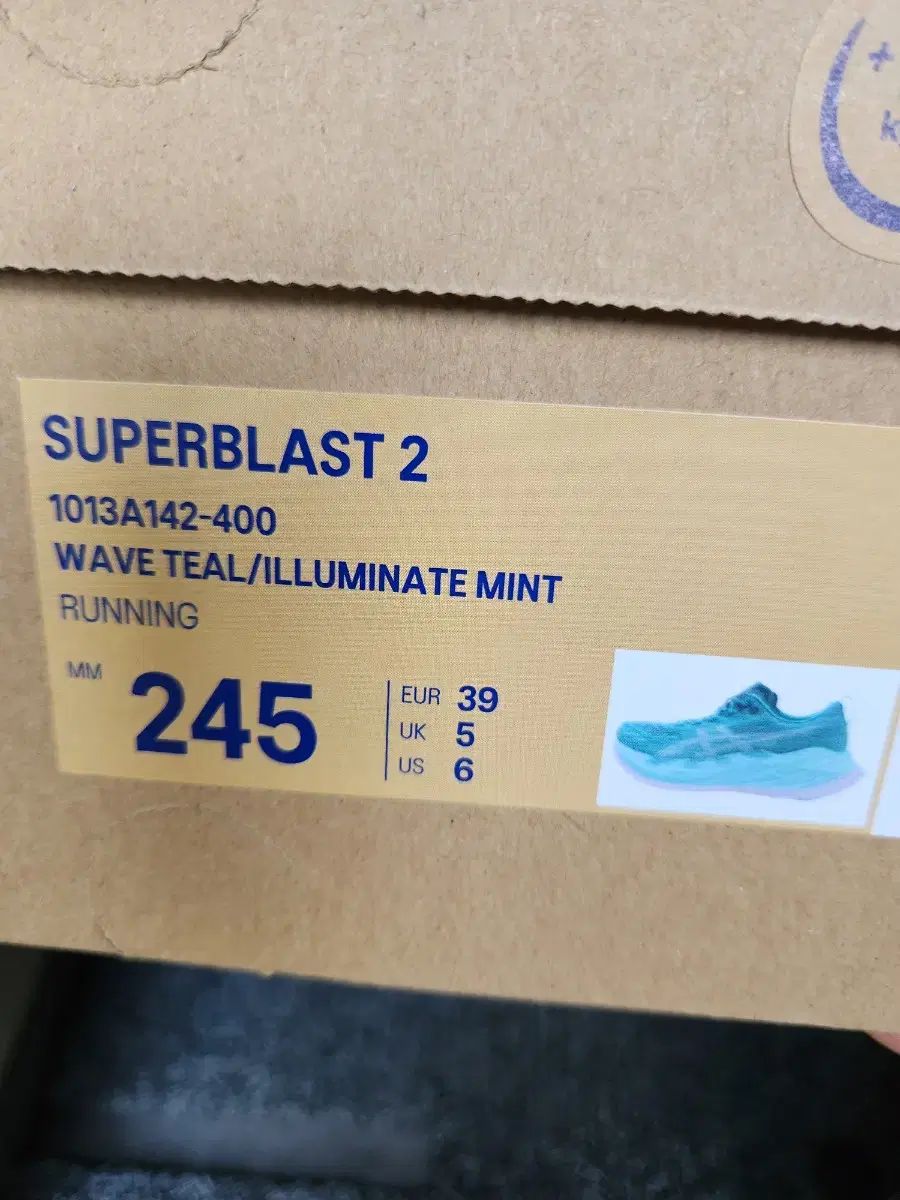 SUPERBLAST 2
1013A142-400
WAVE TEAL/ILLUMINATE MINT
RUNNING
MM
245
EUR 39
UK 5
US 6